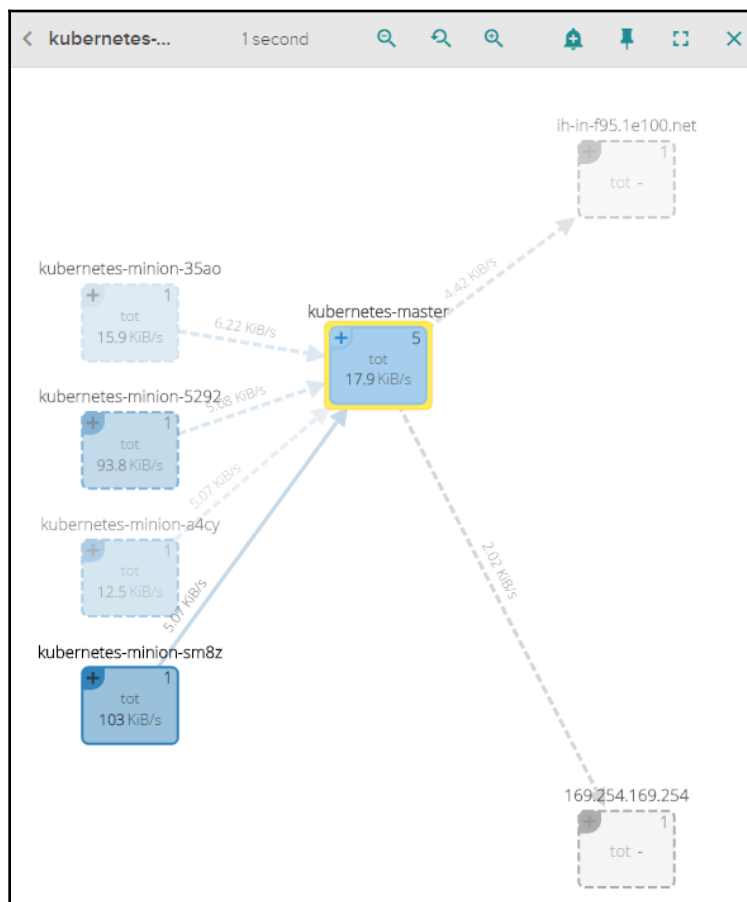 kubernetes-... 1 second
ih-in-f95.1e100.net
+ 1
tot -
4.42 KiB/s
kubernetes-minion-35ao
+ 1
tot
15.9 KiB/s
6.22 KiB/s
kubernetes-master
+ 5
tot
17.9 KiB/s
kubernetes-minion-5292
+ 1
tot
93.8 KiB/s
5.08 KiB/s
kubernetes-minion-a4cy
+ 1
tot
12.5 KiB/s
5.07 KiB/s
kubernetes-minion-sm8z
+ 1
tot
103 KiB/s
5.07 KiB/s
2.02 KiB/s
169.254.169.254
+ 1
tot -